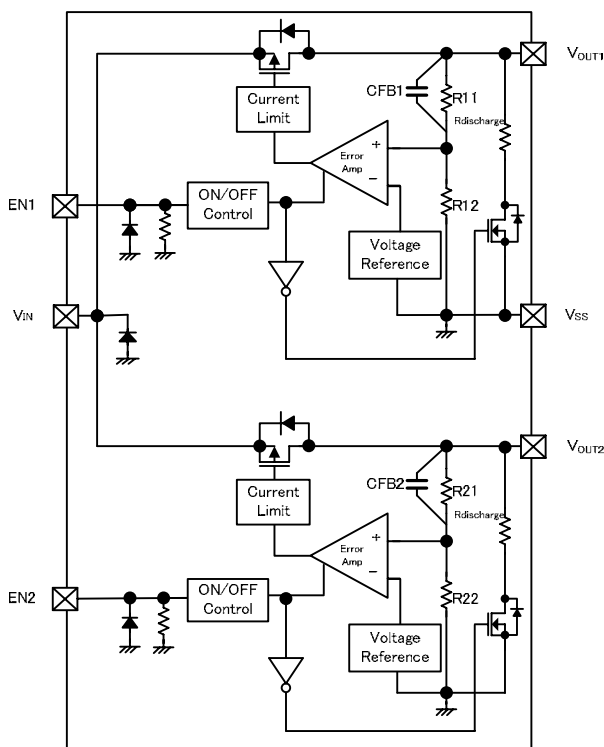 VOUT1
CFB1
R11
Rdischarge
Current
Limit
Error
Amp
+
−
R12
EN1
ON/OFF
Control
Voltage
Reference
VIN
VSS
VOUT2
CFB2
R21
Rdischarge
Current
Limit
Error
Amp
+
−
R22
EN2
ON/OFF
Control
Voltage
Reference